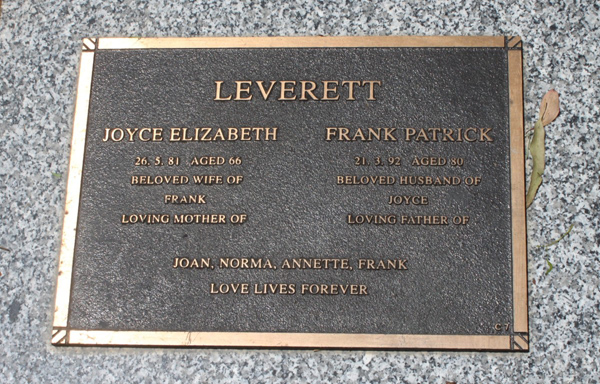 LEVERETT
JOYCE ELIZABETH
26. 5. 81 AGED 66
BELOVED WIFE OF
FRANK
LOVING MOTHER OF
FRANK PATRICK
21. 3. 92 AGED 80
BELOVED HUSBAND OF
JOYCE
LOVING FATHER OF
JOAN, NORMA, ANNETTE, FRANK
LOVE LIVES FOREVER
C 7